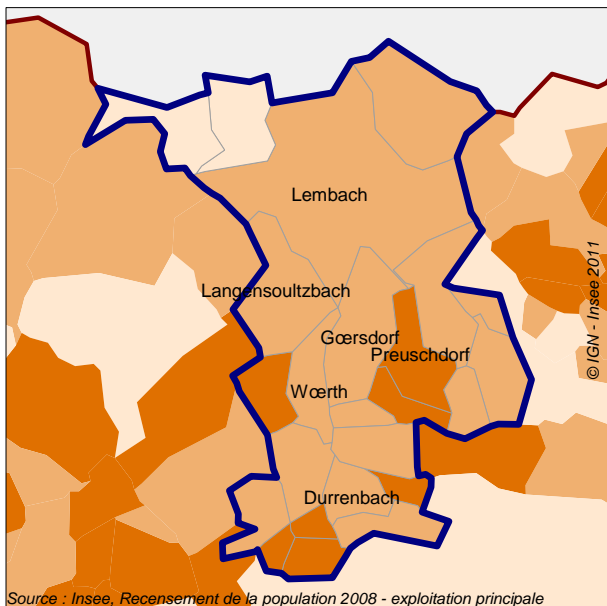 Lembach
Langensoultzbach
Gœrsdorf
Preuschdorf
Wœrth
Durrenbach
© IGN - Insee 2011
Source : Insee, Recensement de la population 2008 - exploitation principale